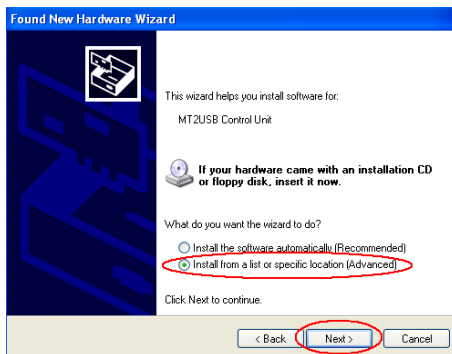 Found New Hardware Wizard
This wizard helps you install software for:
MT2USB Control Unit
If your hardware came with an installation CD
or floppy disk, insert it now.
What do you want the wizard to do?
Install the software automatically (Recommended)
Install from a list or specific location (Advanced)
Click Next to continue.
< Back
Next >
Cancel